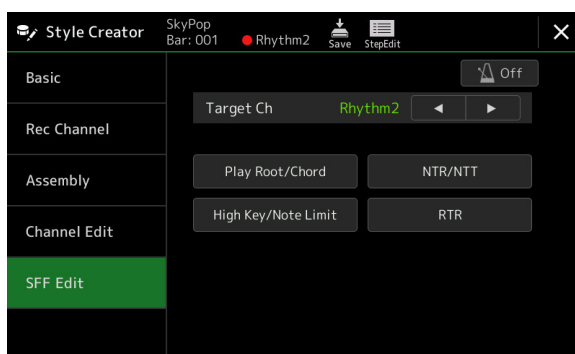 Style Creator
SkyPop
Bar: 001
Rhythm2
Save
StepEdit
Basic
Off
Target Ch
Rhythm2
Rec Channel
Assembly
Play Root/Chord
NTR/NTT
Channel Edit
High Key/Note Limit
RTR
SFF Edit